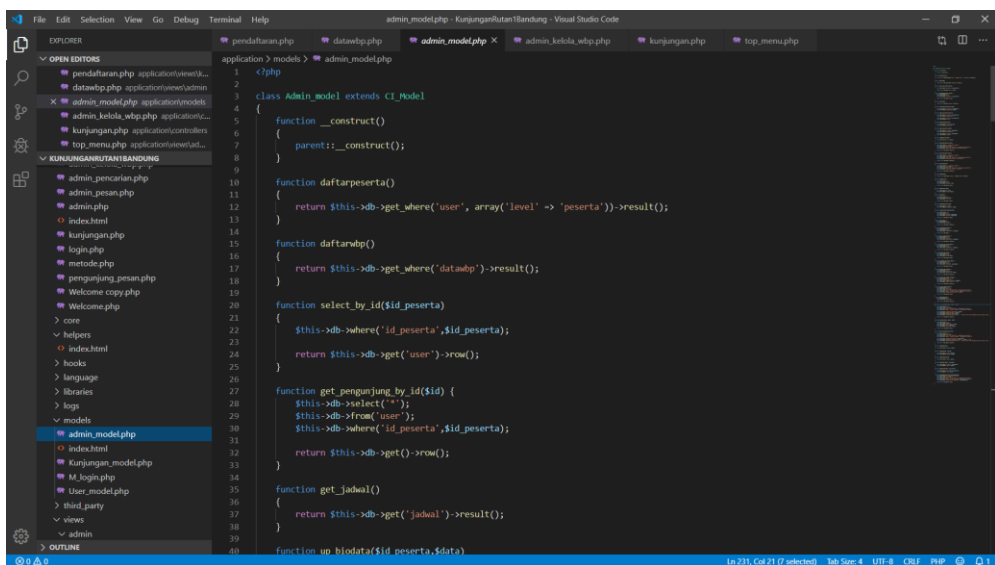 File Edit Selection View Go Debug Terminal Help
admin_model.php - KunjunganRutan1Bandung - Visual Studio Code
EXPLORER
OPEN EDITORS
pendaftaran.php application\views\k...
datawbp.php application\views\admin
admin_model.php application\models
admin_kelola_wbp.php application\c...
kunjungan.php application\controllers
top_menu.php application\views\ad...
KUNJUNGANRUTAN1BANDUNG
admin_pencarian.php
admin_pesan.php
admin.php
index.html
kunjungan.php
login.php
metode.php
pengunjung_pesan.php
Welcome copy.php
Welcome.php
core
helpers
index.html
hooks
language
libraries
logs
models
admin_model.php
index.html
Kunjungan_model.php
M_login.php
User_model.php
third_party
views
admin
OUTLINE
pendaftaran.php datawbp.php admin_model.php admin_kelola_wbp.php kunjungan.php top_menu.php
application > models > admin_model.php
1 <?php
2
3 class Admin_model extends CI_Model
4 {
5 function __construct()
6 {
7 parent::__construct();
8 }
9
10 function daftarpeserta()
11 {
12 return $this->db->get_where('user', array('level' => 'peserta'))->result();
13 }
14
15 function daftarwbp()
16 {
17 return $this->db->get_where('datawbp')->result();
18 }
19
20 function select_by_id($id_peserta)
21 {
22 $this->db->where('id_peserta',$id_peserta);
23
24 return $this->db->get('user')->row();
25 }
26
27 function get_pengunjung_by_id($id) {
28 $this->db->select('*');
29 $this->db->from('user');
30 $this->db->where('id_peserta',$id_peserta);
31
32 return $this->db->get()->row();
33 }
34
35 function get_jadwal()
36 {
37 return $this->db->get('jadwal')->result();
38 }
39
40 function up_biodata($id_peserta,$data)
0 0
Ln 231, Col 21 (7 selected) Tab Size: 4 UTF-8 CRLF PHP 1